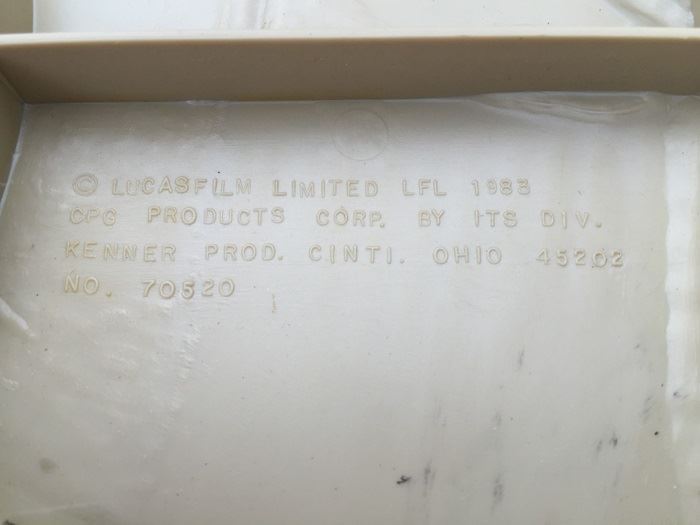 © LUCASFILM LIMITED LFL 1983
CPG PRODUCTS CORP. BY ITS DIV.
KENNER PROD. CINTI. OHIO 45202
NO. 70520